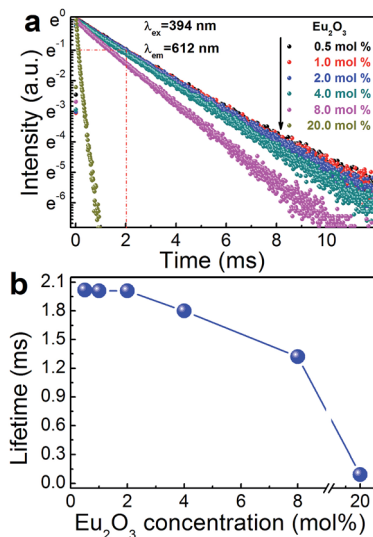 a
λex=394 nm
λem=612 nm
Eu2O3
0.5 mol %
1.0 mol %
2.0 mol %
4.0 mol %
8.0 mol %
20.0 mol %
Intensity (a.u.)
e0
e-1
e-2
e-3
e-4
e-5
e-6
0 2 4 6 8 10
Time (ms)
b
Lifetime (ms)
2.1
1.8
1.5
1.2
0.9
0.6
0.3
0.0
0 2 4 6 8 20
Eu2O3 concentration (mol%)